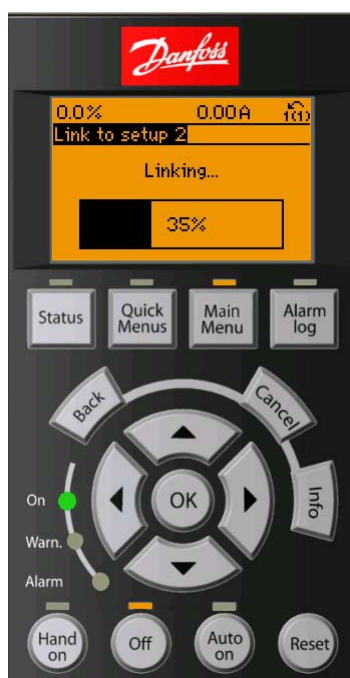 Danfoss
0.0% 0.00A 1(1)
Link to setup 2
Linking...
35%
Status Quick Menus Main Menu Alarm log
Back Cancel
OK Info
On
Warn.
Alarm
Hand on Off Auto on Reset